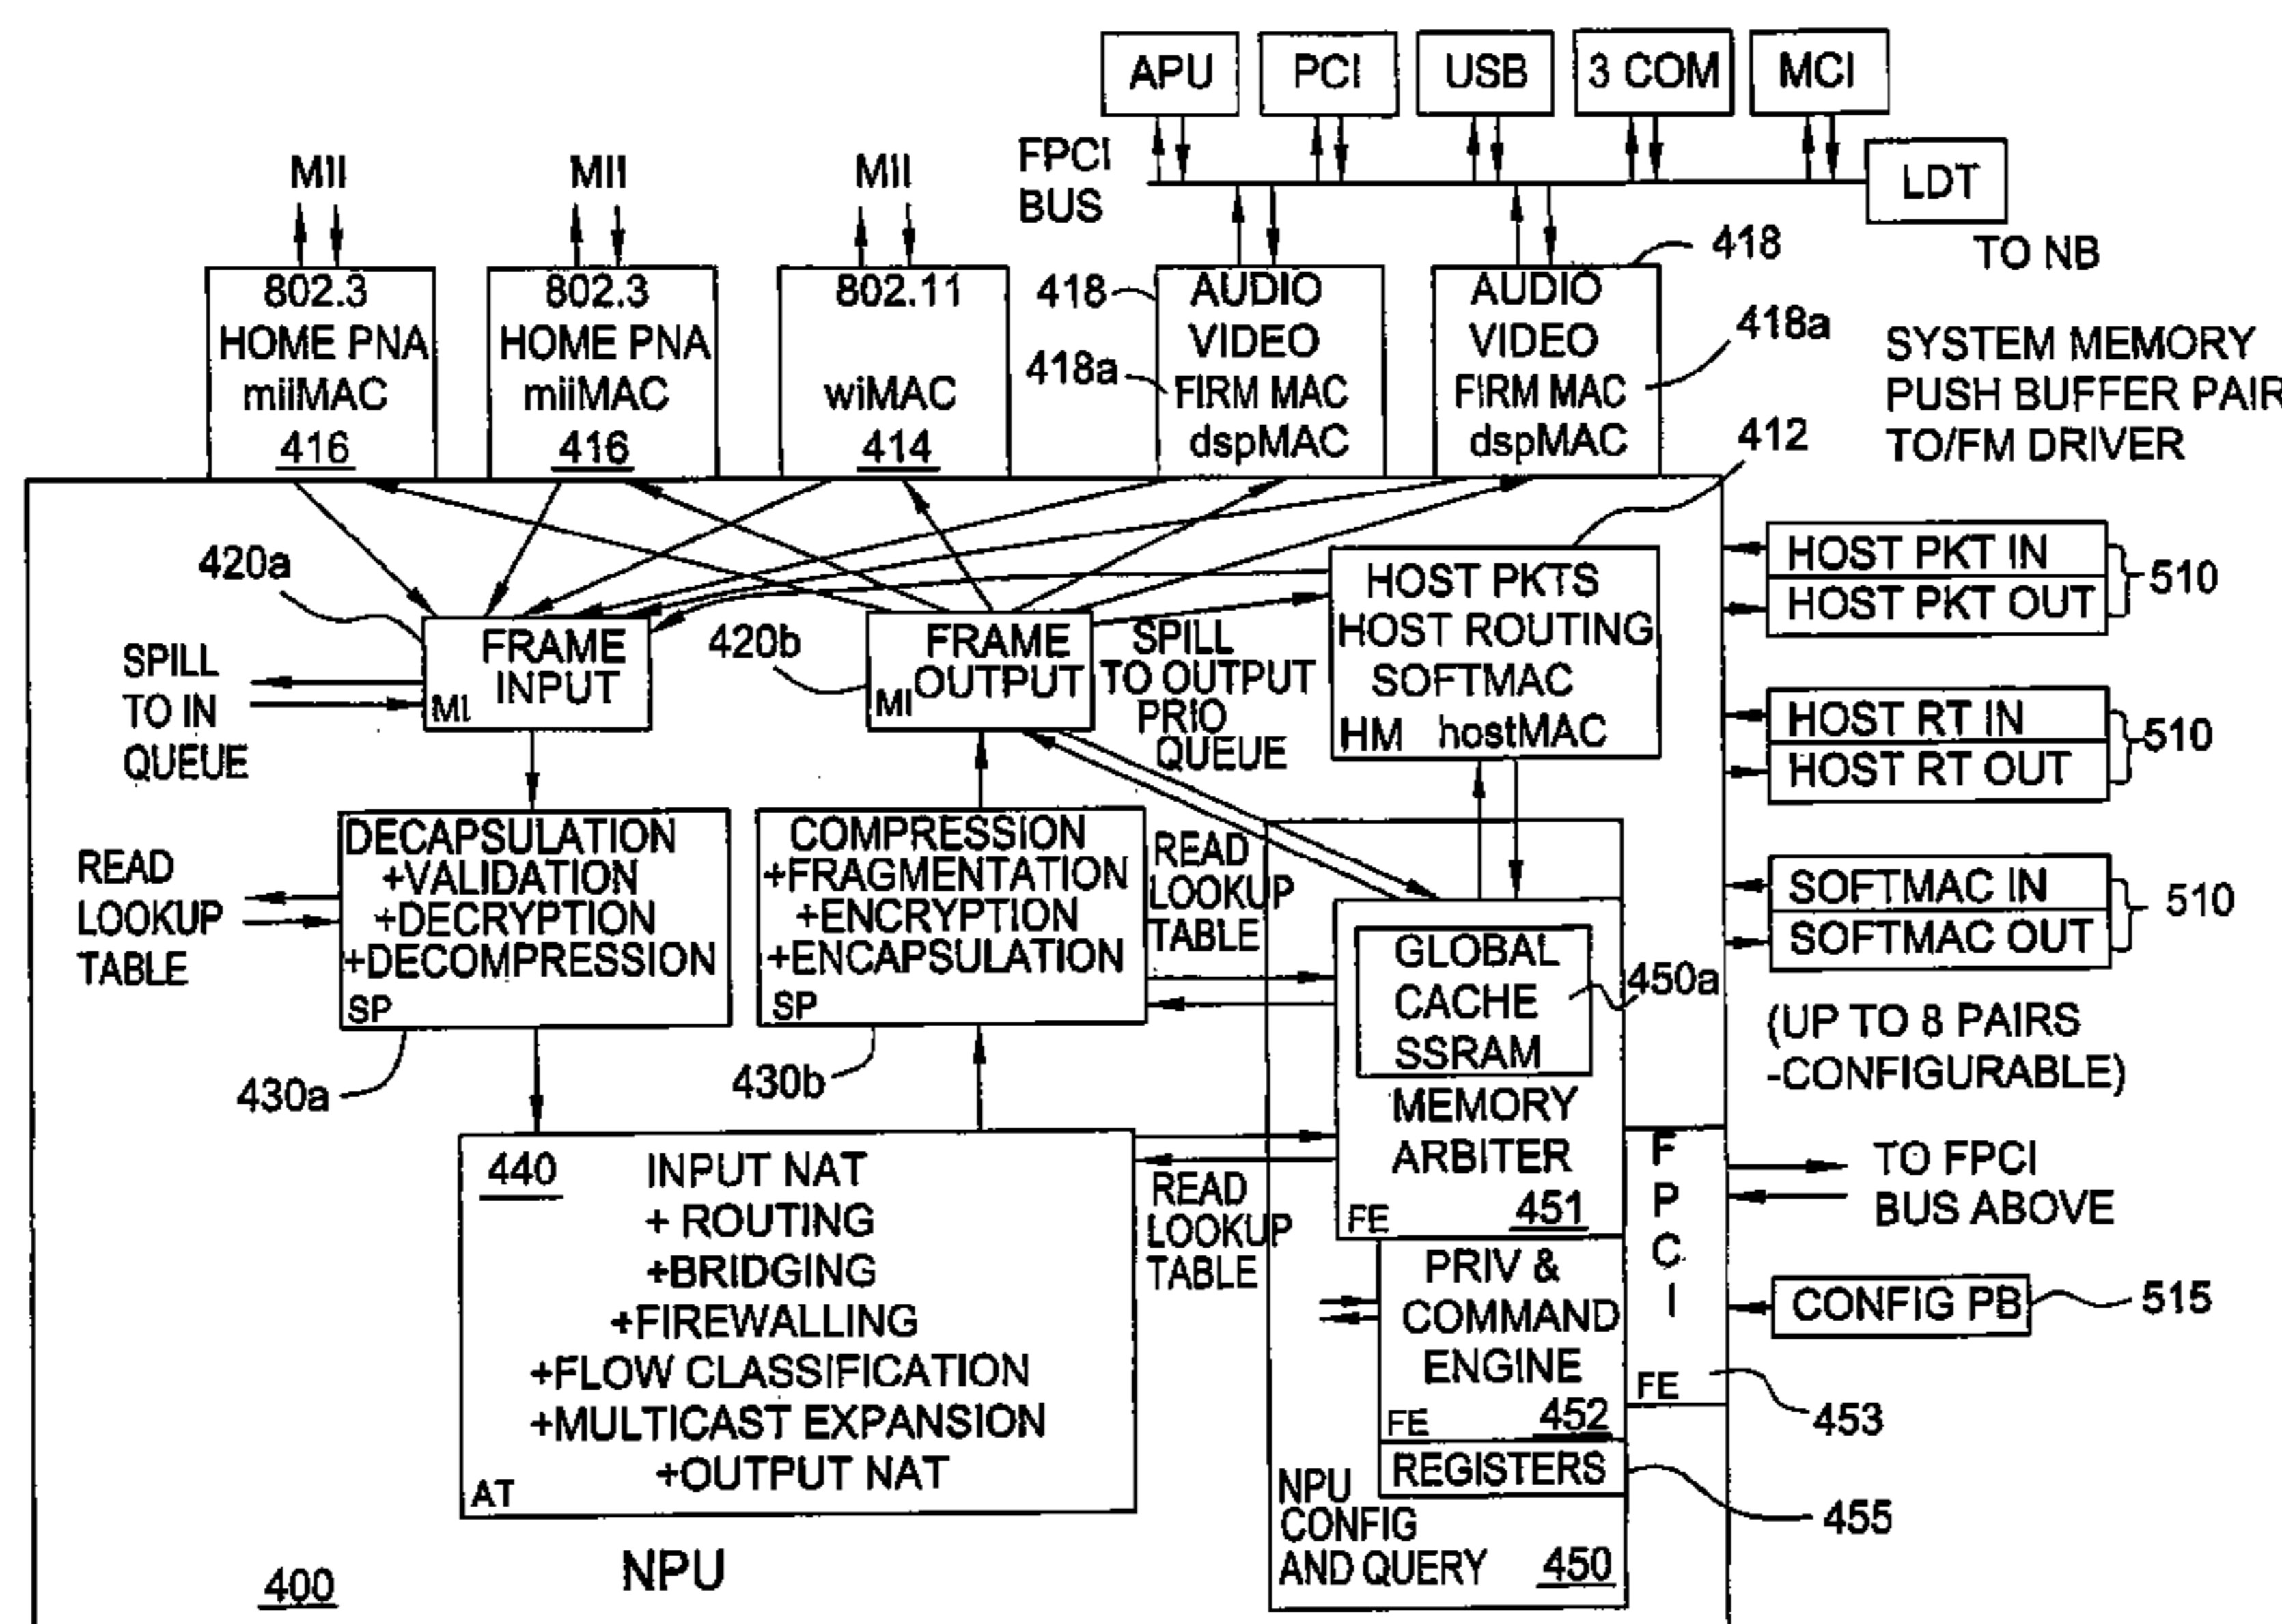 APU
PCI
USB
3 COM
MCI
FPCI
BUS
LDT
TO NB
MII
MII
MII
802.3
HOME PNA
miiMAC
416
802.3
HOME PNA
miiMAC
416
802.11
wiMAC
414
418
AUDIO
VIDEO
FIRM MAC
dspMAC
418a
418
AUDIO
VIDEO
FIRM MAC
dspMAC
418a
SYSTEM MEMORY
PUSH BUFFER PAIR
TO/FM DRIVER
412
420a
FRAME
INPUT
MI
SPILL
TO IN
QUEUE
420b
FRAME
OUTPUT
MI
SPILL
TO OUTPUT
PRIO
QUEUE
HOST PKTS
HOST ROUTING
SOFTMAC
HM hostMAC
HOST PKT IN
HOST PKT OUT
510
HOST RT IN
HOST RT OUT
510
SOFTMAC IN
SOFTMAC OUT
510
(UP TO 8 PAIRS
-CONFIGURABLE)
READ
LOOKUP
TABLE
DECAPSULATION
+VALIDATION
+DECRYPTION
+DECOMPRESSION
SP
430a
COMPRESSION
+FRAGMENTATION
+ENCRYPTION
+ENCAPSULATION
SP
430b
READ
LOOKUP
TABLE
GLOBAL
CACHE
SSRAM
450a
MEMORY
ARBITER
FE 451
440
INPUT NAT
+ ROUTING
+BRIDGING
+FIREWALLING
+FLOW CLASSIFICATION
+MULTICAST EXPANSION
+OUTPUT NAT
AT
READ
LOOKUP
TABLE
PRIV &
COMMAND
ENGINE
FE 452
REGISTERS
455
FPCI
FE
453
TO FPCI
BUS ABOVE
CONFIG PB
515
NPU
CONFIG
AND QUERY 450
400
NPU